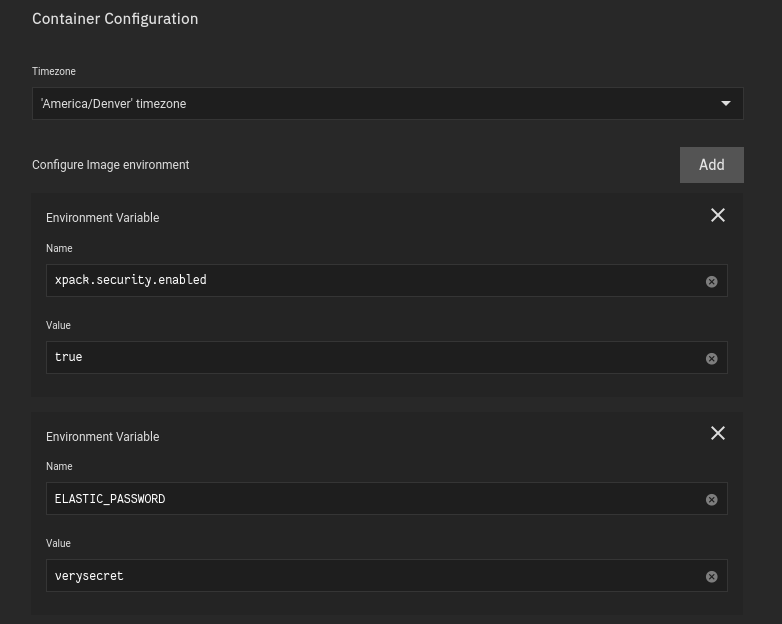 Container Configuration
Timezone
'America/Denver' timezone
Configure Image environment
Add
Environment Variable
Name
xpack.security.enabled
Value
true
Environment Variable
Name
ELASTIC_PASSWORD
Value
verysecret